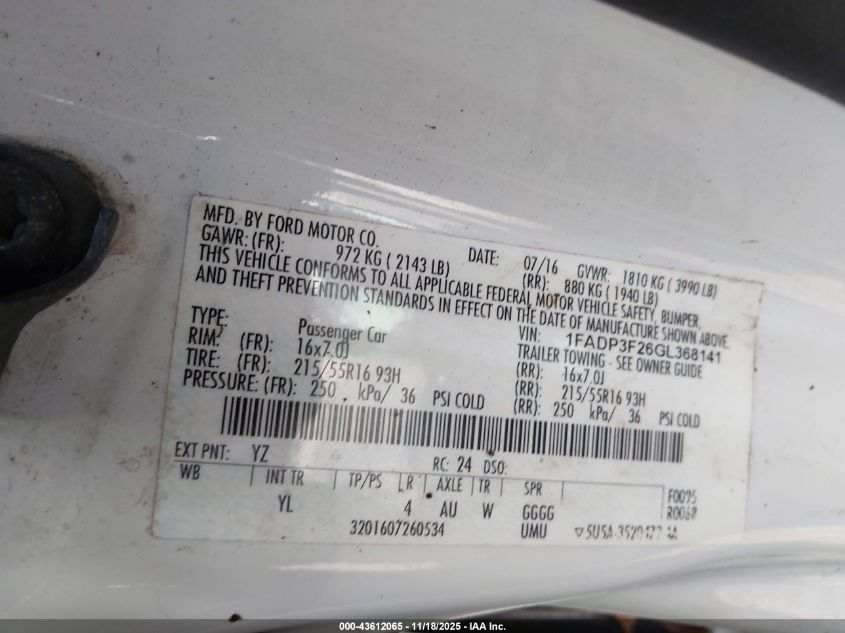 MFD. BY FORD MOTOR CO. DATE: 07/16 GVWR: 1810 KG ( 3990 LB)
GAWR: (FR): 972 KG ( 2143 LB) (RR): 880 KG ( 1940 LB)
THIS VEHICLE CONFORMS TO ALL APPLICABLE FEDERAL MOTOR VEHICLE SAFETY, BUMPER,
AND THEFT PREVENTION STANDARDS IN EFFECT ON THE DATE OF MANUFACTURE SHOWN ABOVE.
VIN: 1FADP3F26GL368141
TYPE: Passenger Car TRAILER TOWING - SEE OWNER GUIDE
RIM: (FR): 16x7.0J (RR): 16x7.0J
TIRE: (FR): 215/55R16 93H (RR): 215/55R16 93H
PRESSURE: (FR): 250 kPa/ 36 PSI COLD (RR): 250 kPa/ 36 PSI COLD
EXT PNT: YZ RC: 24 DSO:
WB INT TR TP/PS R AXLE TR SPR F0095
YL 4 AU W GGGG R0068
3201607260534 UMU
000-43612065 - 11/18/2025 - IAA Inc.